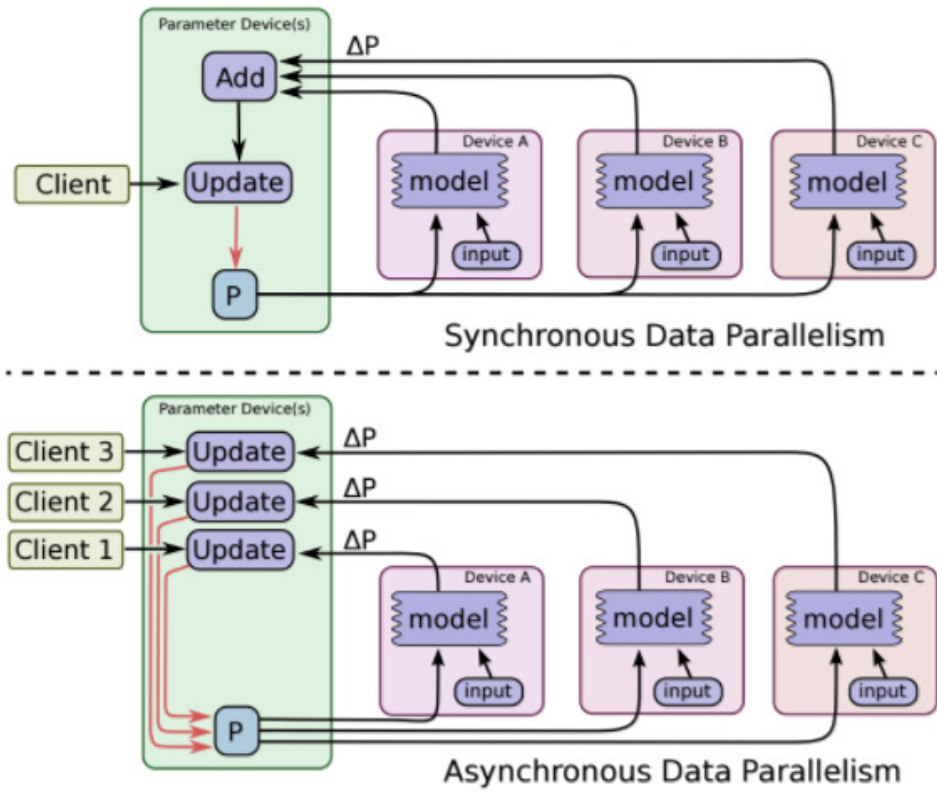 Parameter Device(s)
ΔP
Add
Device A
Device B
Device C
Client
Update
model
model
model
input
input
input
P
Synchronous Data Parallelism
Parameter Device(s)
Client 3
Update
ΔP
Client 2
Update
ΔP
Client 1
Update
ΔP
Device A
Device B
Device C
model
model
model
input
input
input
P
Asynchronous Data Parallelism